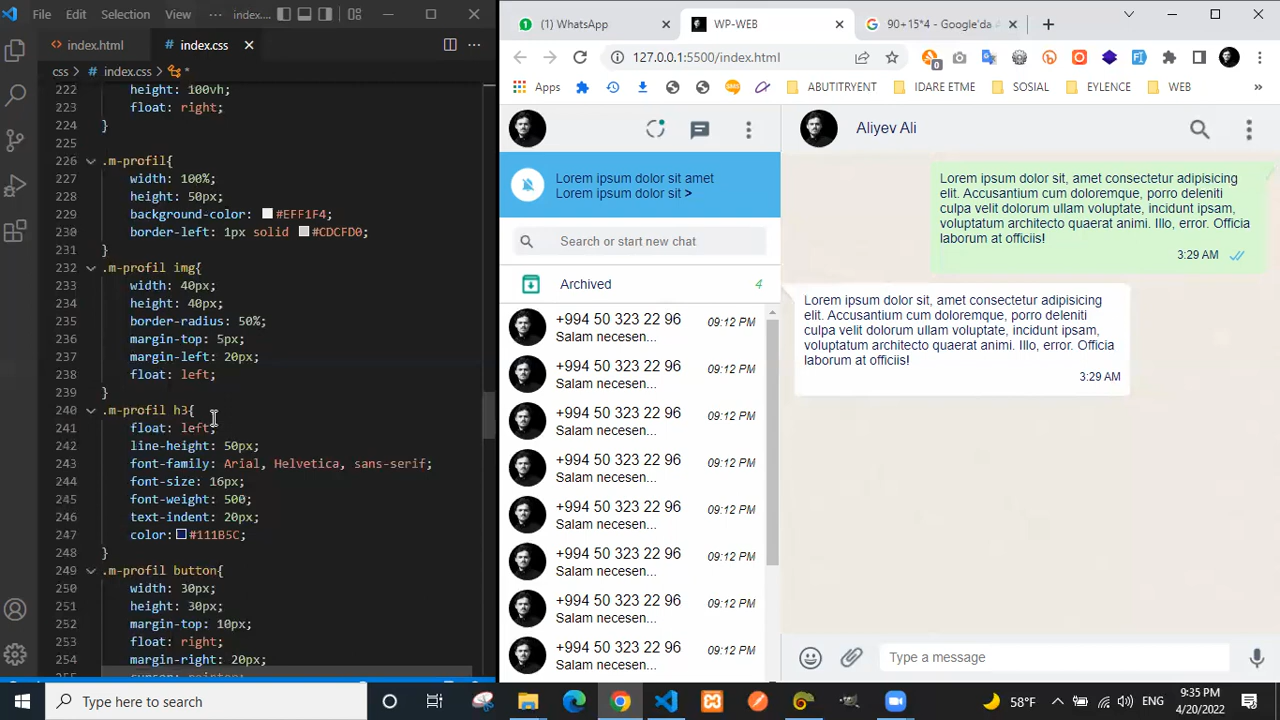 File Edit Selection View ... index....
index.html index.css
css > index.css > *
222 height: 100vh;
223 float: right;
224 }
225
226 .m-profil{
227 width: 100%;
228 height: 50px;
229 background-color: #EFF1F4;
230 border-left: 1px solid #CDCFD0;
231 }
232 .m-profil img{
233 width: 40px;
234 height: 40px;
235 border-radius: 50%;
236 margin-top: 5px;
237 margin-left: 20px;
238 float: left;
239 }
240 .m-profil h3{
241 float: left;
242 line-height: 50px;
243 font-family: Arial, Helvetica, sans-serif;
244 font-size: 16px;
245 font-weight: 500;
246 text-indent: 20px;
247 color: #111B5C;
248 }
249 .m-profil button{
250 width: 30px;
251 height: 30px;
252 margin-top: 10px;
253 float: right;
254 margin-right: 20px;
(1) WhatsApp
WP-WEB
90+15*4 - Google'da A
127.0.0.1:5500/index.html
Apps ABUTITRYENT IDARE ETME SOSIAL EYLENCE WEB »
Lorem ipsum dolor sit amet
Lorem ipsum dolor sit >
Search or start new chat
Archived 4
+994 50 323 22 96 09:12 PM
Salam necesen...
+994 50 323 22 96 09:12 PM
Salam necesen...
+994 50 323 22 96 09:12 PM
Salam necesen...
+994 50 323 22 96 09:12 PM
Salam necesen...
+994 50 323 22 96 09:12 PM
Salam necesen...
+994 50 323 22 96 09:12 PM
Salam necesen...
+994 50 323 22 96 09:12 PM
Salam necesen...
+994 50 323 22 96 09:12 PM
Salam necesen...
Aliyev Ali
Lorem ipsum dolor sit, amet consectetur adipisicing
elit. Accusantium cum doloremque, porro deleniti
culpa velit dolorum ullam voluptate, incidunt ipsam,
voluptatum architecto quaerat animi. Illo, error. Officia
laborum at officiis!
3:29 AM
Lorem ipsum dolor sit, amet consectetur adipisicing
elit. Accusantium cum doloremque, porro deleniti
culpa velit dolorum ullam voluptate, incidunt ipsam,
voluptatum architecto quaerat animi. Illo, error. Officia
laborum at officiis!
3:29 AM
Type a message
Type here to search
58°F
ENG
9:35 PM
4/20/2022